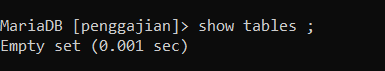 MariaDB [penggajian]> show tables ;
Empty set (0.001 sec)